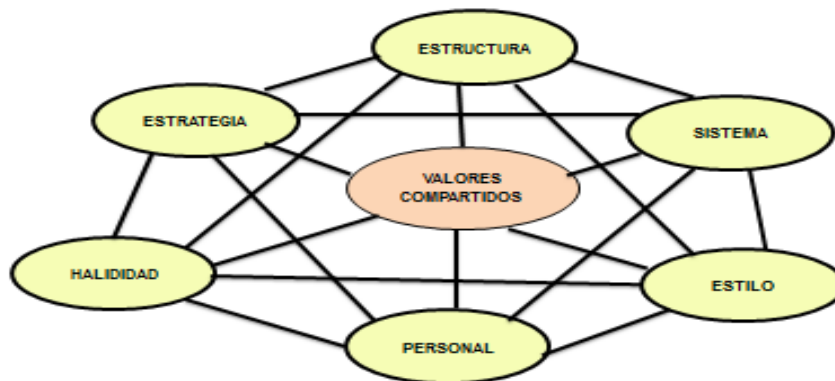 ESTRUCTURA
ESTRATEGIA
SISTEMA
VALORES
COMPARTIDOS
HALIDIDAD
ESTILO
PERSONAL